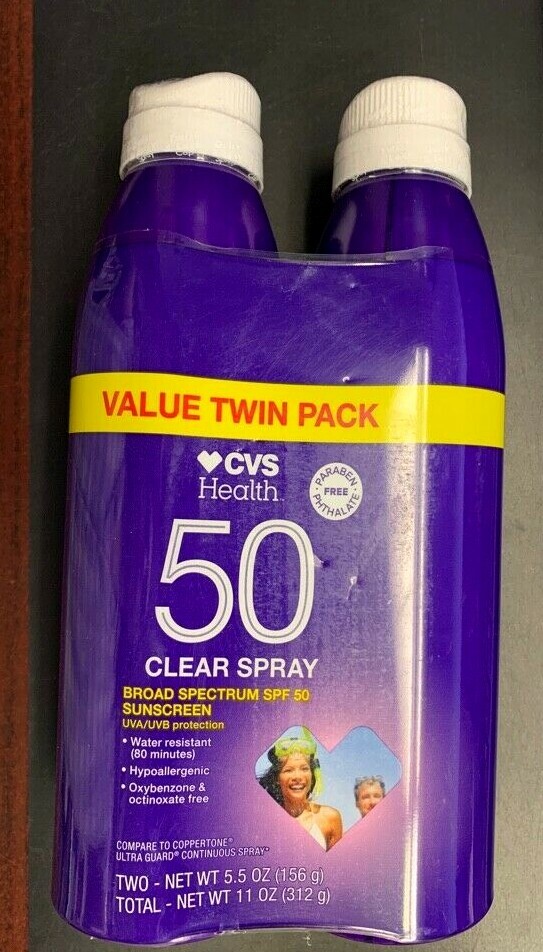 VALUE TWIN PACK
CVS
Health
PARABEN
FREE
PHTHALATE
50
CLEAR SPRAY
BROAD SPECTRUM SPF 50
SUNSCREEN
UVA/UVB protection
• Water resistant
(80 minutes)
• Hypoallergenic
• Oxybenzone &
octinoxate free
COMPARE TO COPPERTONE®
ULTRA GUARD® CONTINUOUS SPRAY*
TWO - NET WT 5.5 OZ (156 g)
TOTAL - NET WT 11 OZ (312 g)